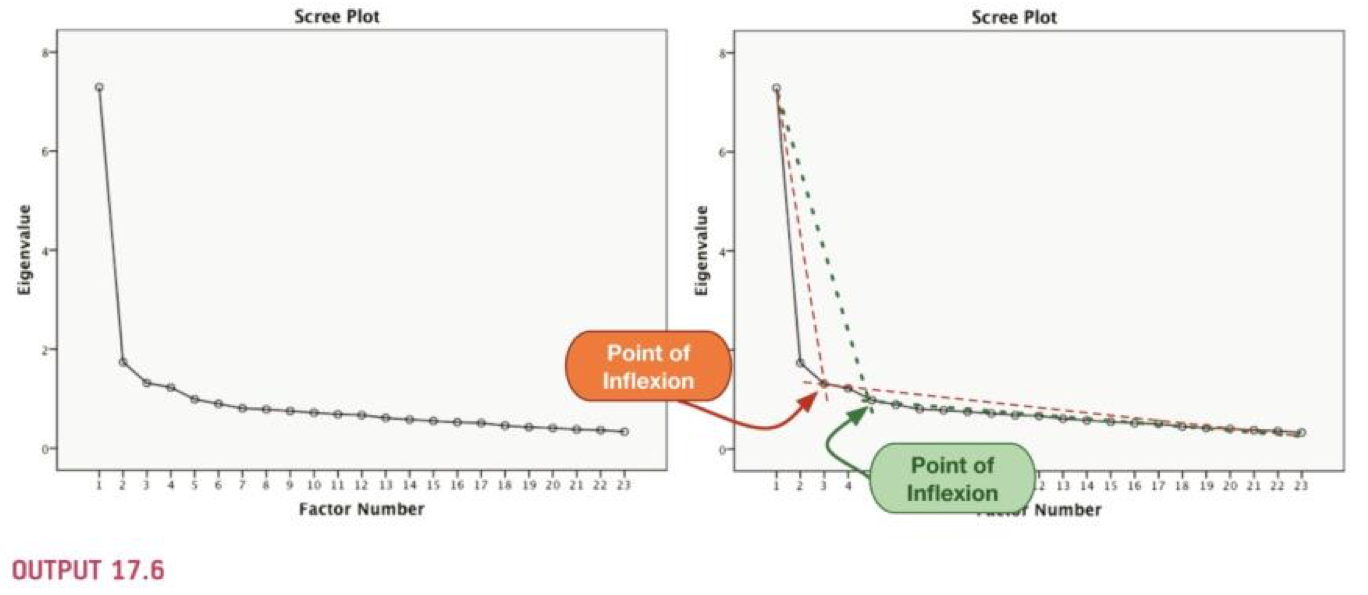 Scree Plot
8
6
4
2
0
Eigenvalue
1 2 3 4 5 6 7 8 9 10 11 12 13 14 15 16 17 18 19 20 21 22 23
Factor Number
Scree Plot
8
6
4
2
0
Eigenvalue
Point of
Inflexion
Point of
Inflexion
1 2 3 4 12 13 14 15 16 17 18 19 20 21 22 23
Number
OUTPUT 17.6